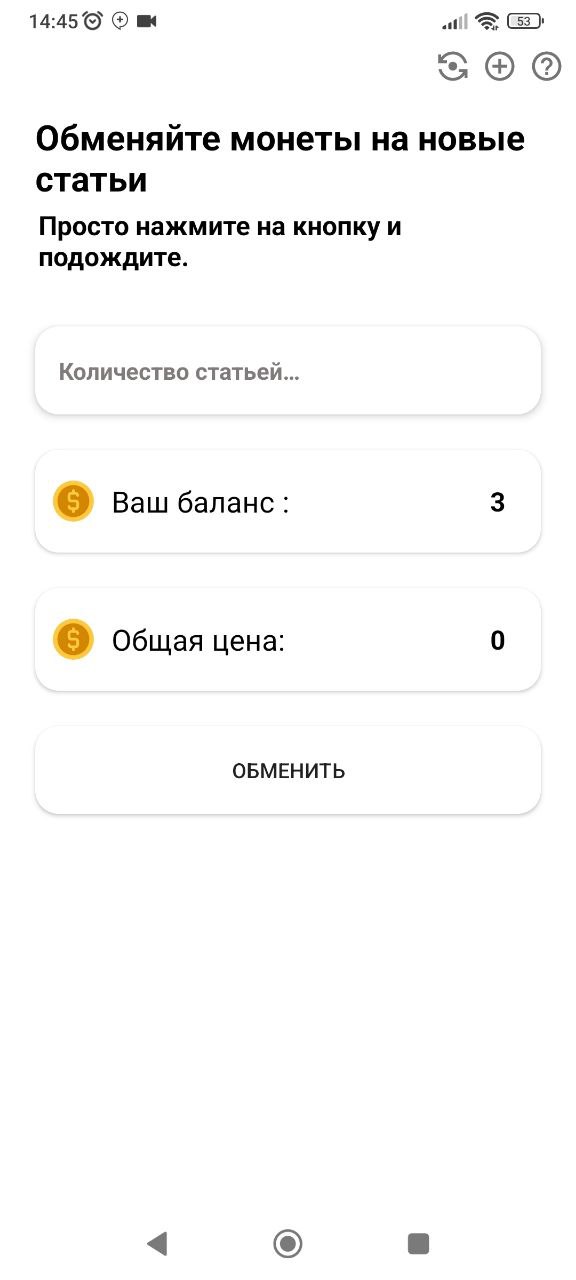 14:45
53
Обменяйте монеты на новые
статьи
Просто нажмите на кнопку и
подождите.
Количество статьей...
$ Ваш баланс : 3
$ Общая цена: 0
ОБМЕНИТЬ